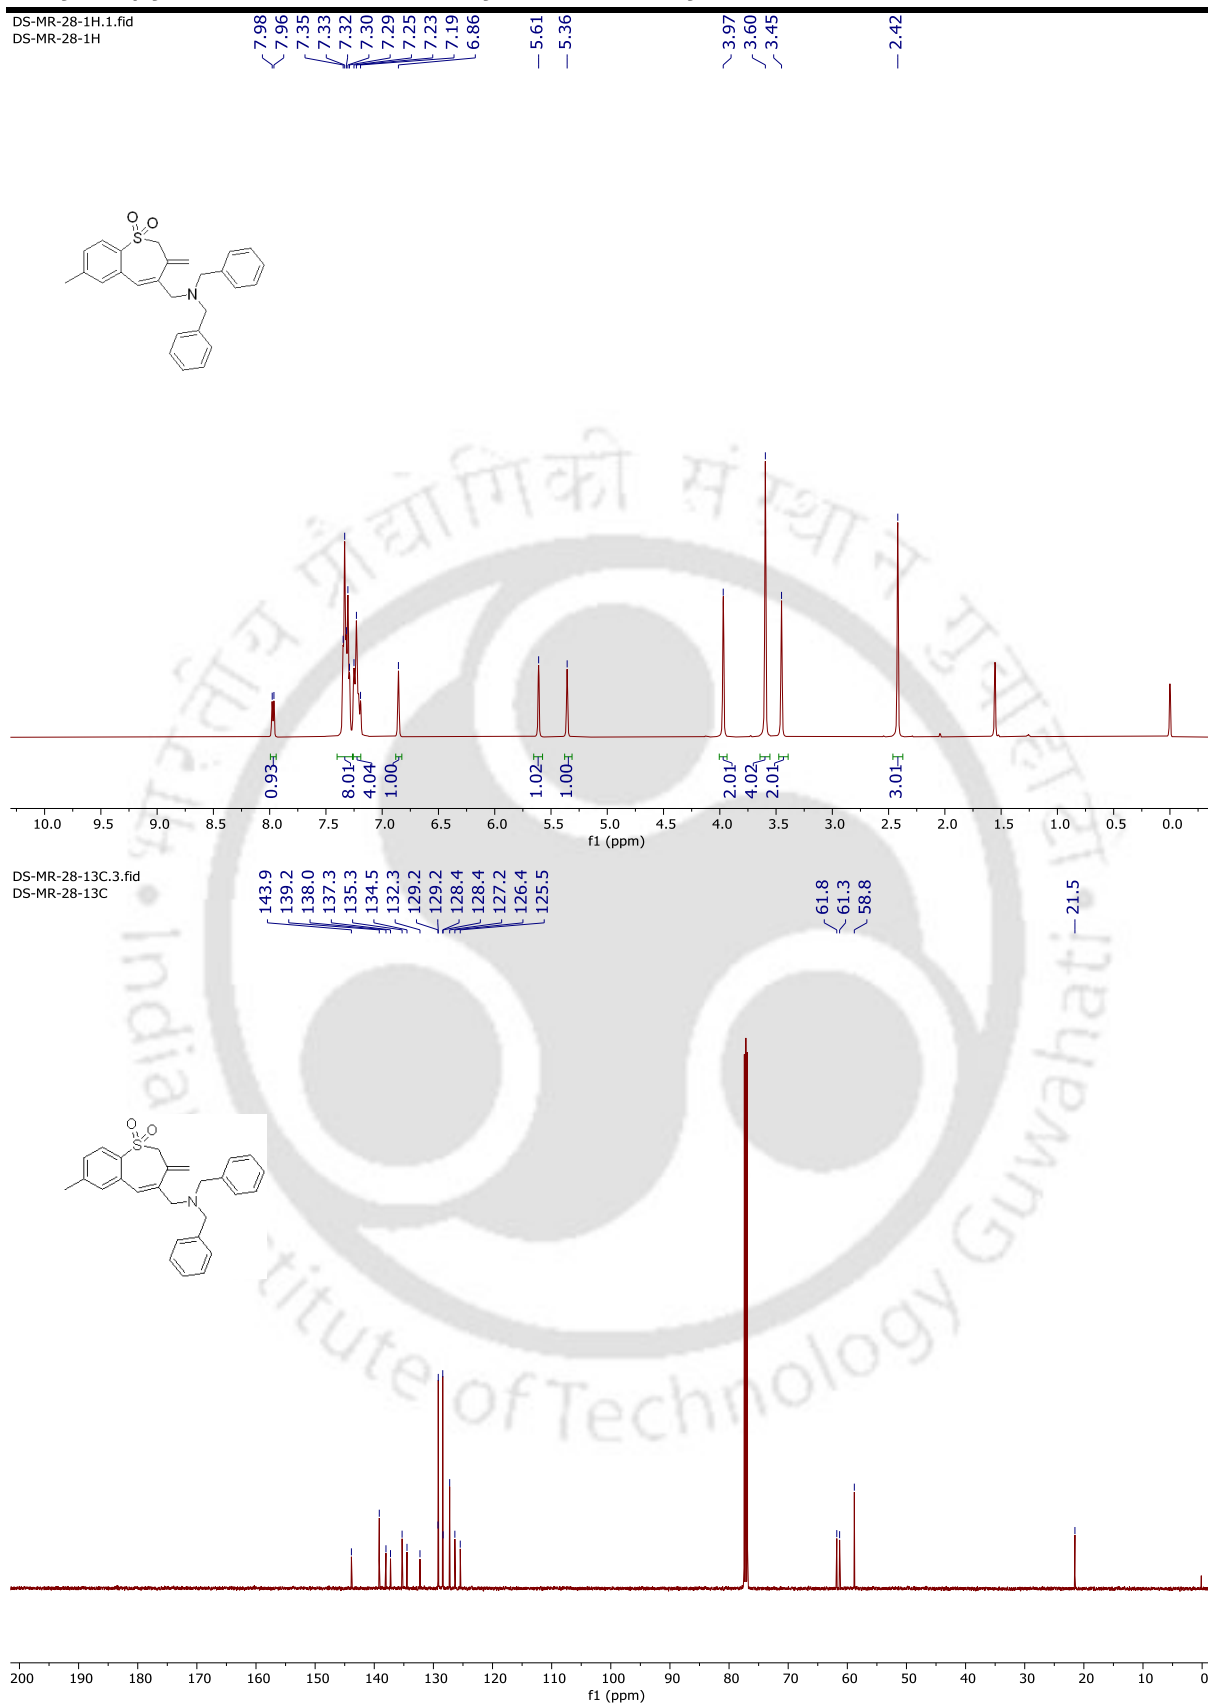 DS-MR-28-1H.1.fid
DS-MR-28-1H
7.98 7.96 7.35 7.33 7.32 7.30 7.29 7.25 7.23 7.19 6.86 5.61 5.36 3.97 3.60 3.45 2.42
O O
S
N
0.93 8.01 4.04 1.00 1.02 1.00 2.01 4.02 2.01 3.01
10.0 9.5 9.0 8.5 8.0 7.5 7.0 6.5 6.0 5.5 5.0 4.5 4.0 3.5 3.0 2.5 2.0 1.5 1.0 0.5 0.0
f1 (ppm)
DS-MR-28-13C.3.fid
DS-MR-28-13C
143.9 139.2 138.0 137.3 135.3 134.5 132.3 129.2 129.2 128.4 128.4 127.2 126.4 125.5 61.8 61.3 58.8 21.5
O O
S
N
200 190 180 170 160 150 140 130 120 110 100 90 80 70 60 50 40 30 20 10 0
f1 (ppm)